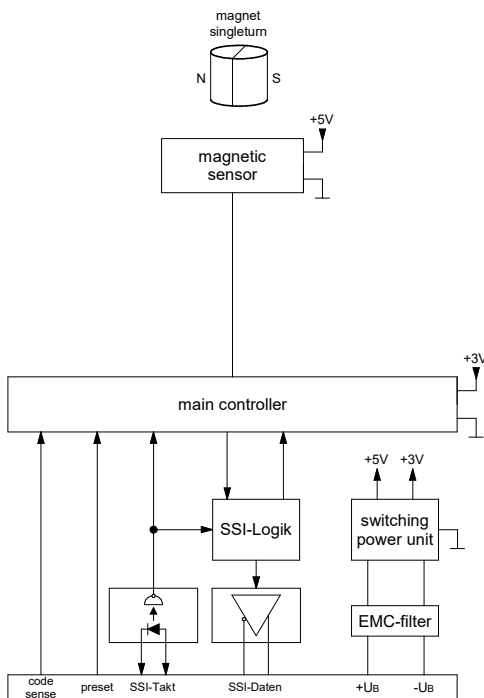 magnet
singleturn
N
S
+5V
magnetic
sensor
+3V
main controller
+5V
+3V
SSI-Logik
switching
power unit
EMC-filter
code
sense
preset
SSI-Takt
SSI-Daten
+UB
-UB